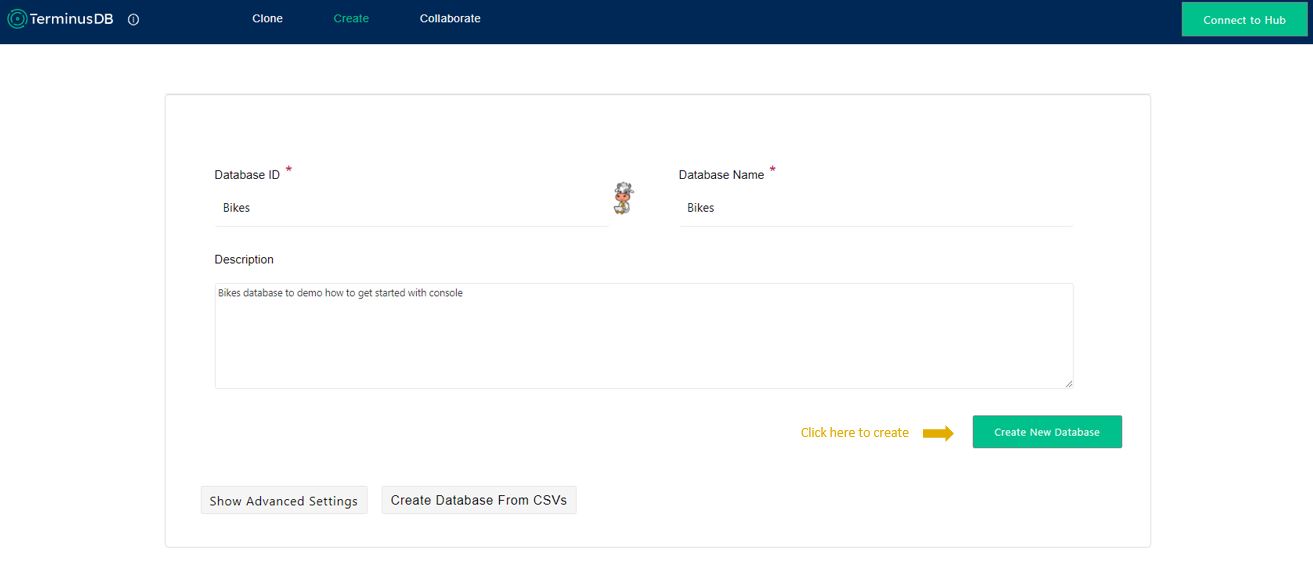 TerminusDB
Clone
Create
Collaborate
Connect to Hub
Database ID *
Database Name *
Bikes
Bikes
Description
Bikes database to demo how to get started with console
Click here to create
Create New Database
Show Advanced Settings
Create Database From CSVs